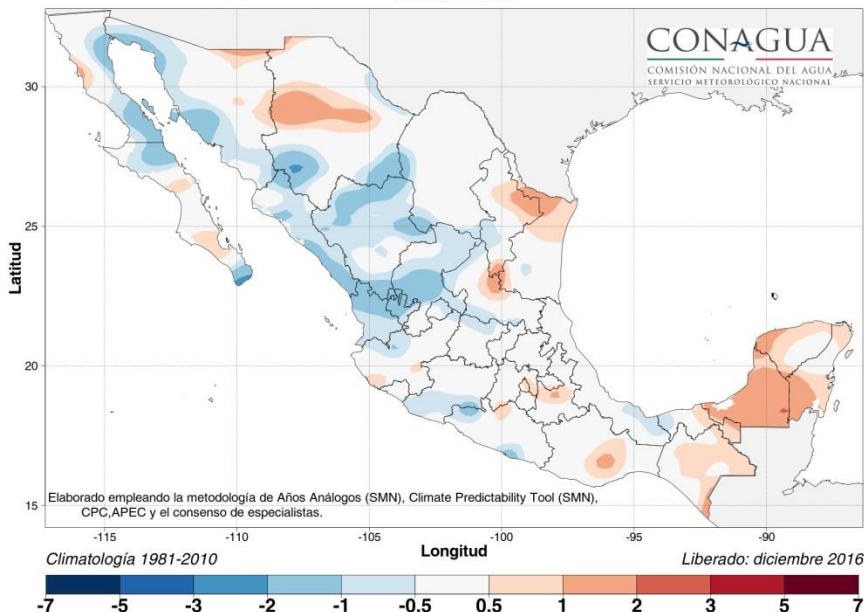 CONAGUA
COMISIÓN NACIONAL DEL AGUA
SERVICIO METEOROLÓGICO NACIONAL
30
25
20
15
Latitud
Elaborado empleando la metodología de Años Análogos (SMN), Climate Predictability Tool (SMN),
CPC,APEC y el consenso de especialistas.
-115 -110 -105 -100 -95 -90
Climatología 1981-2010 Longitud Liberado: diciembre 2016
-7 -5 -3 -2 -1 -0.5 0.5 1 2 3 5 7